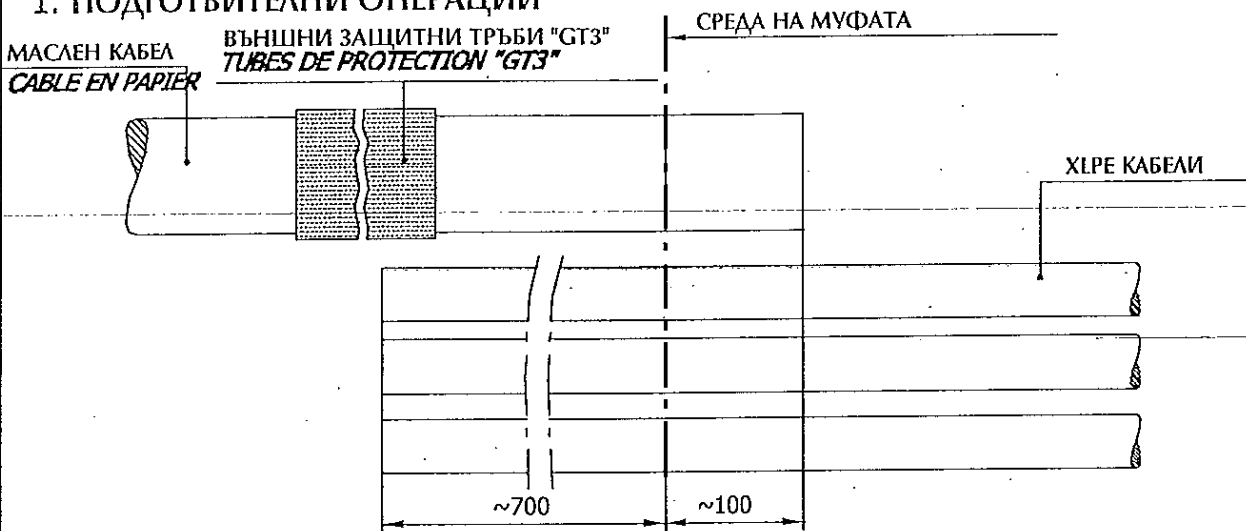 1. ПОДГОТВИТЕЛНИ ОПЕРАЦИИ
СРЕДА НА МУФАТА
МАСЛЕН КАБЕЛ
CABLE EN PAPIER
ВЪНШНИ ЗАЩИТНИ ТРЪБИ "GT3"
TUBES DE PROTECTION "GT3"
XLPE КАБЕЛИ
~700
~100